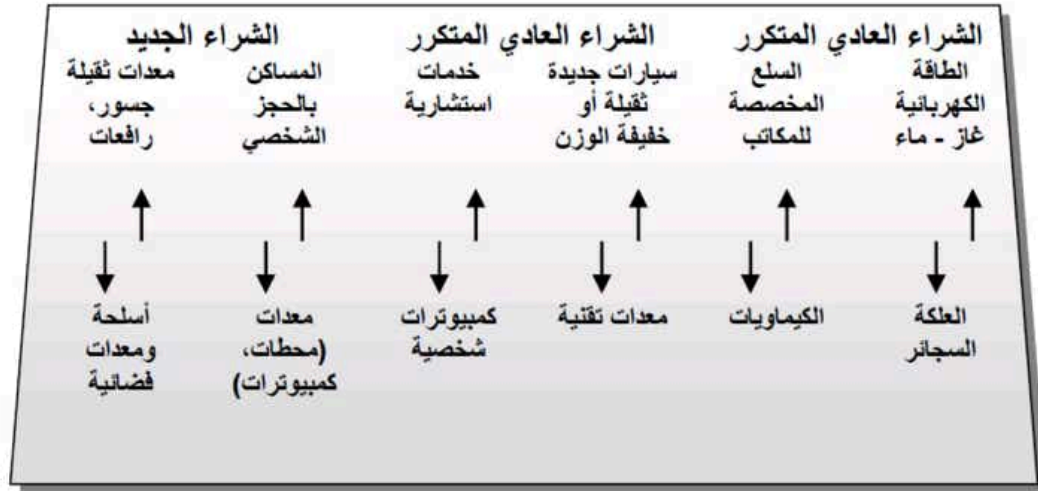 الشراء العادي المتكرر
الطاقة
الكهربائية
غاز - ماء
السلع
المخصصة
للمكاتب
الشراء العادي المتكرر
سيارات جديدة
ثقيلة أو
خفيفة الوزن
خدمات
استشارية
الشراء الجديد
المساكن
بالحجز
الشخصي
معدات ثقيلة
جسور،
رافعات
العلكة
السجائر
الكيماويات
معدات تقنية
كمبيوترات
شخصية
معدات
(محطات،
كمبيوترات)
أسلحة
ومعدات
فضائية